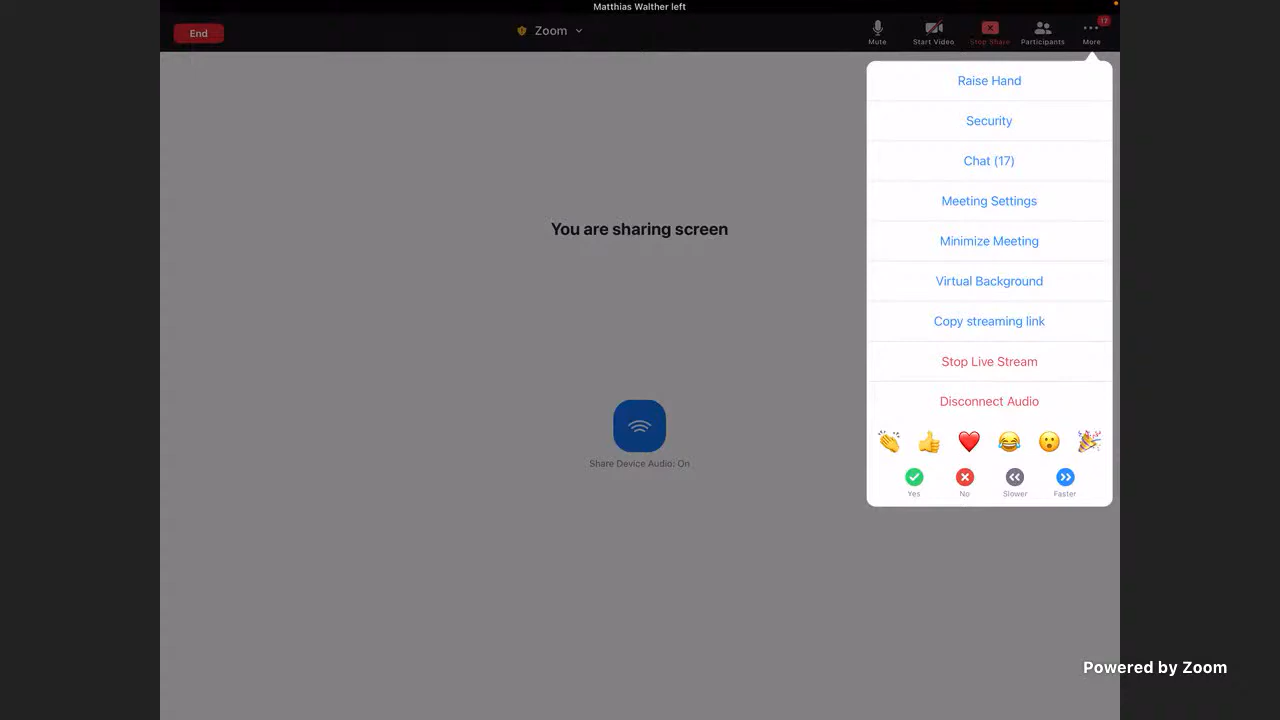 Matthias Walther left
End
Zoom
Mute
Start Video
Stop Share
Participants
17
More
Raise Hand
Security
Chat (17)
Meeting Settings
Minimize Meeting
Virtual Background
Copy streaming link
Stop Live Stream
Disconnect Audio
Yes
No
Slower
Faster
You are sharing screen
Share Device Audio: On
Powered by Zoom